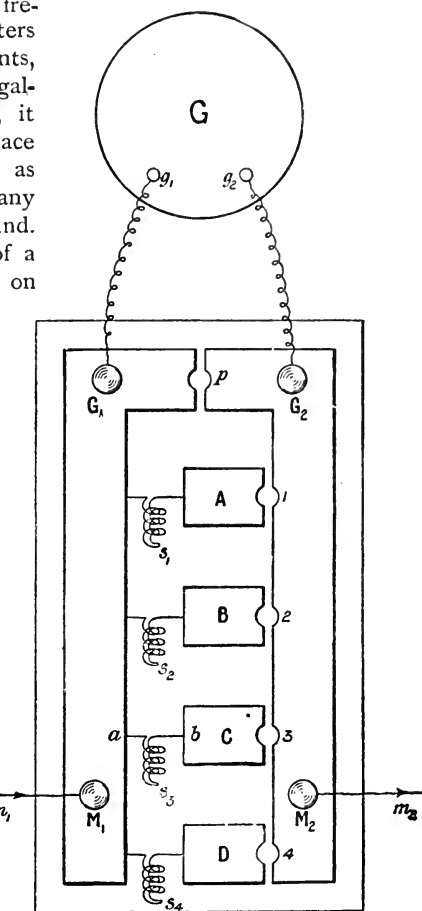 fre-
ters
nts,
gal-
it
ace
as
any
nd.
of a
on
G
g₁ g₂
p
G₁ G₂
A 1
s₁
B 2
s₂
a b C 3
s₃
M₁ M₂ m₂
D 4
s₄